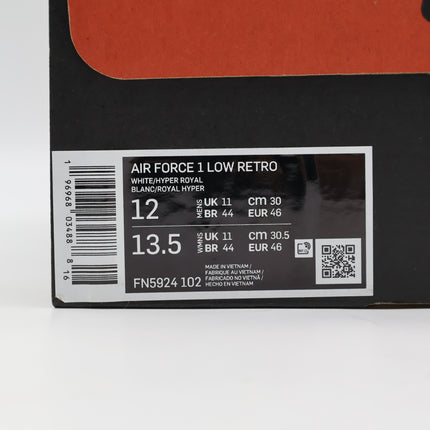 AIR FORCE 1 LOW RETRO
WHITE/HYPER ROYAL
BLANC/ROYAL HYPER
12 MENS UK 11 CM 30
BR 44 EUR 46
13.5 WMNS UK 11 CM 30.5
BR 44 EUR 46
MADE IN VIETNAM /
FABRIQUÉ AU VIETNAM /
FABRICADO NO VIETNÃ /
HECHO EN VIETNAM
FN5924 102
1 96968 03488 8 16